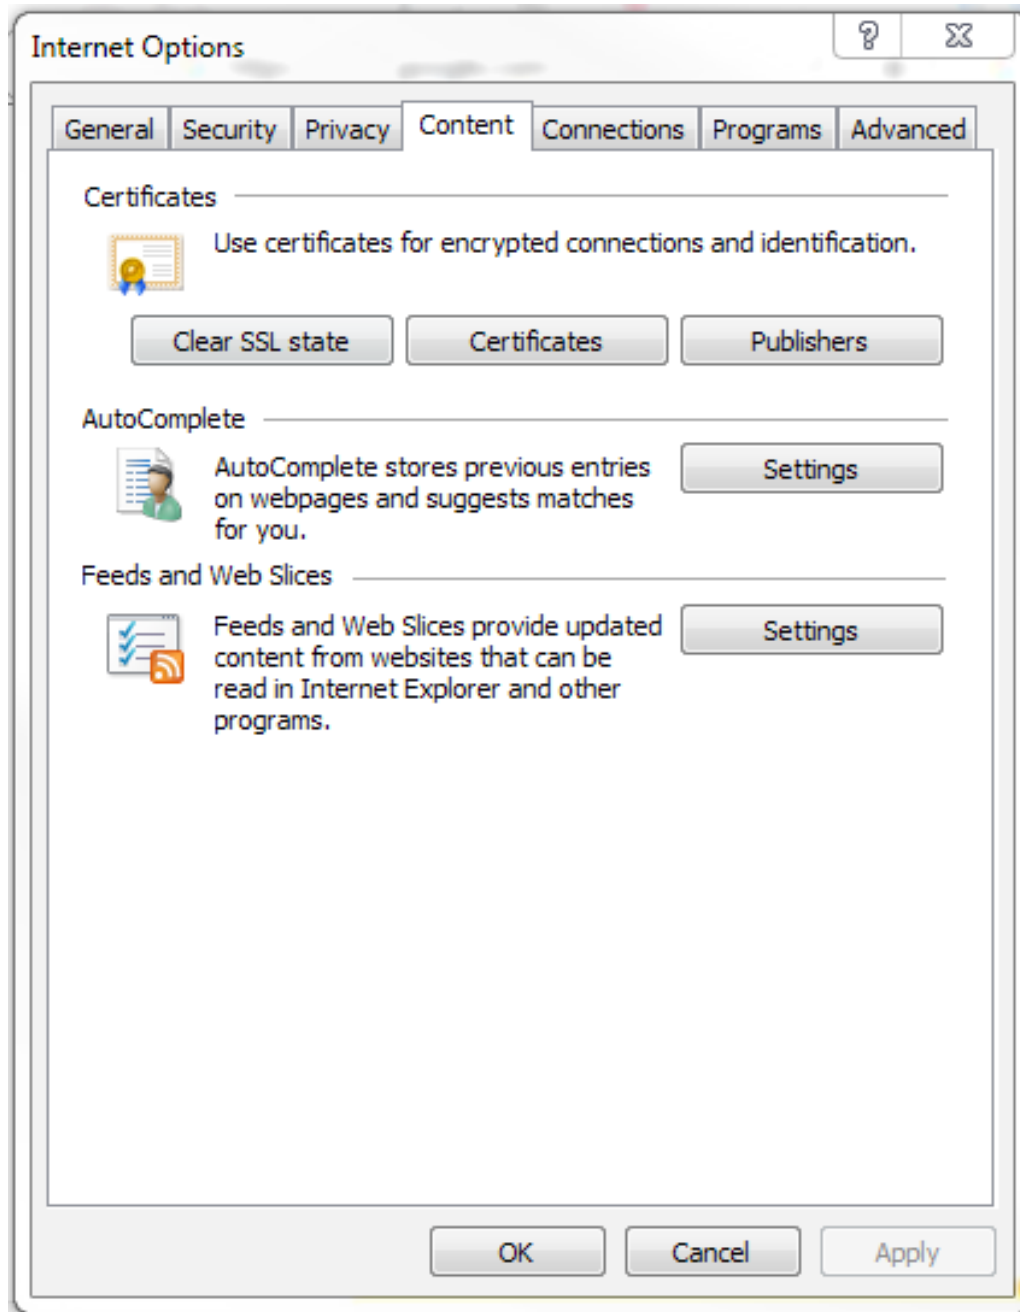 Internet Options
General Security Privacy Content Connections Programs Advanced
Certificates
Use certificates for encrypted connections and identification.
Clear SSL state Certificates Publishers
AutoComplete
AutoComplete stores previous entries
on webpages and suggests matches
for you.
Settings
Feeds and Web Slices
Feeds and Web Slices provide updated
content from websites that can be
read in Internet Explorer and other
programs.
Settings
OK Cancel Apply